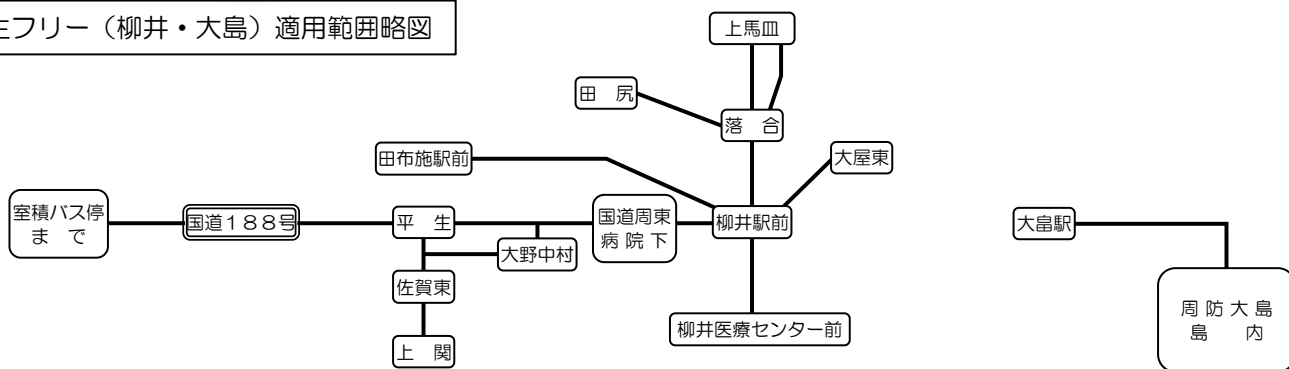 フリー（柳井・大島）適用範囲略図
上馬皿
田　尻
落　合
田布施駅前
大屋東
室積バス停
ま　で
国道１８８号
平　生
国道周東
病院下
柳井駅前
大畠駅
大野中村
佐賀東
周防大島
島　内
柳井医療センター前
上　関